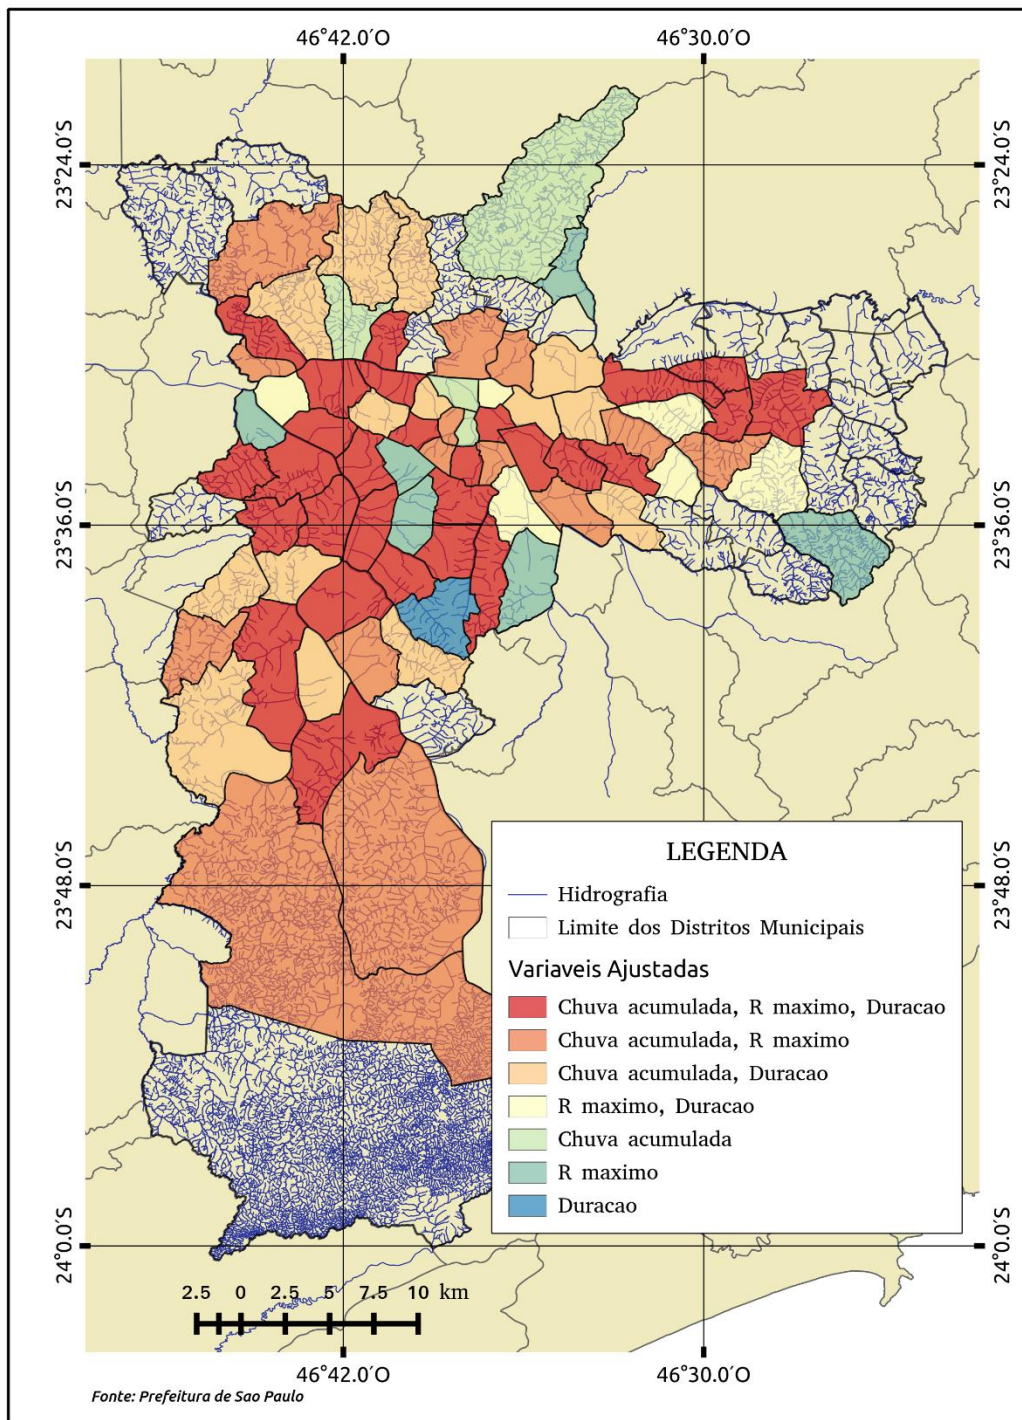 46°42.0′O
46°30.0′O
23°24.0′S
23°24.0′S
23°36.0′S
23°36.0′S
23°48.0′S
23°48.0′S
24°0.0′S
24°0.0′S
LEGENDA
Hidrografia
Limite dos Distritos Municipais
Variaveis Ajustadas
Chuva acumulada, R maximo, Duracao
Chuva acumulada, R maximo
Chuva acumulada, Duracao
R maximo, Duracao
Chuva acumulada
R maximo
Duracao
2.5 0 2.5 5 7.5 10 km
46°42.0′O
46°30.0′O
Fonte: Prefeitura de Sao Paulo